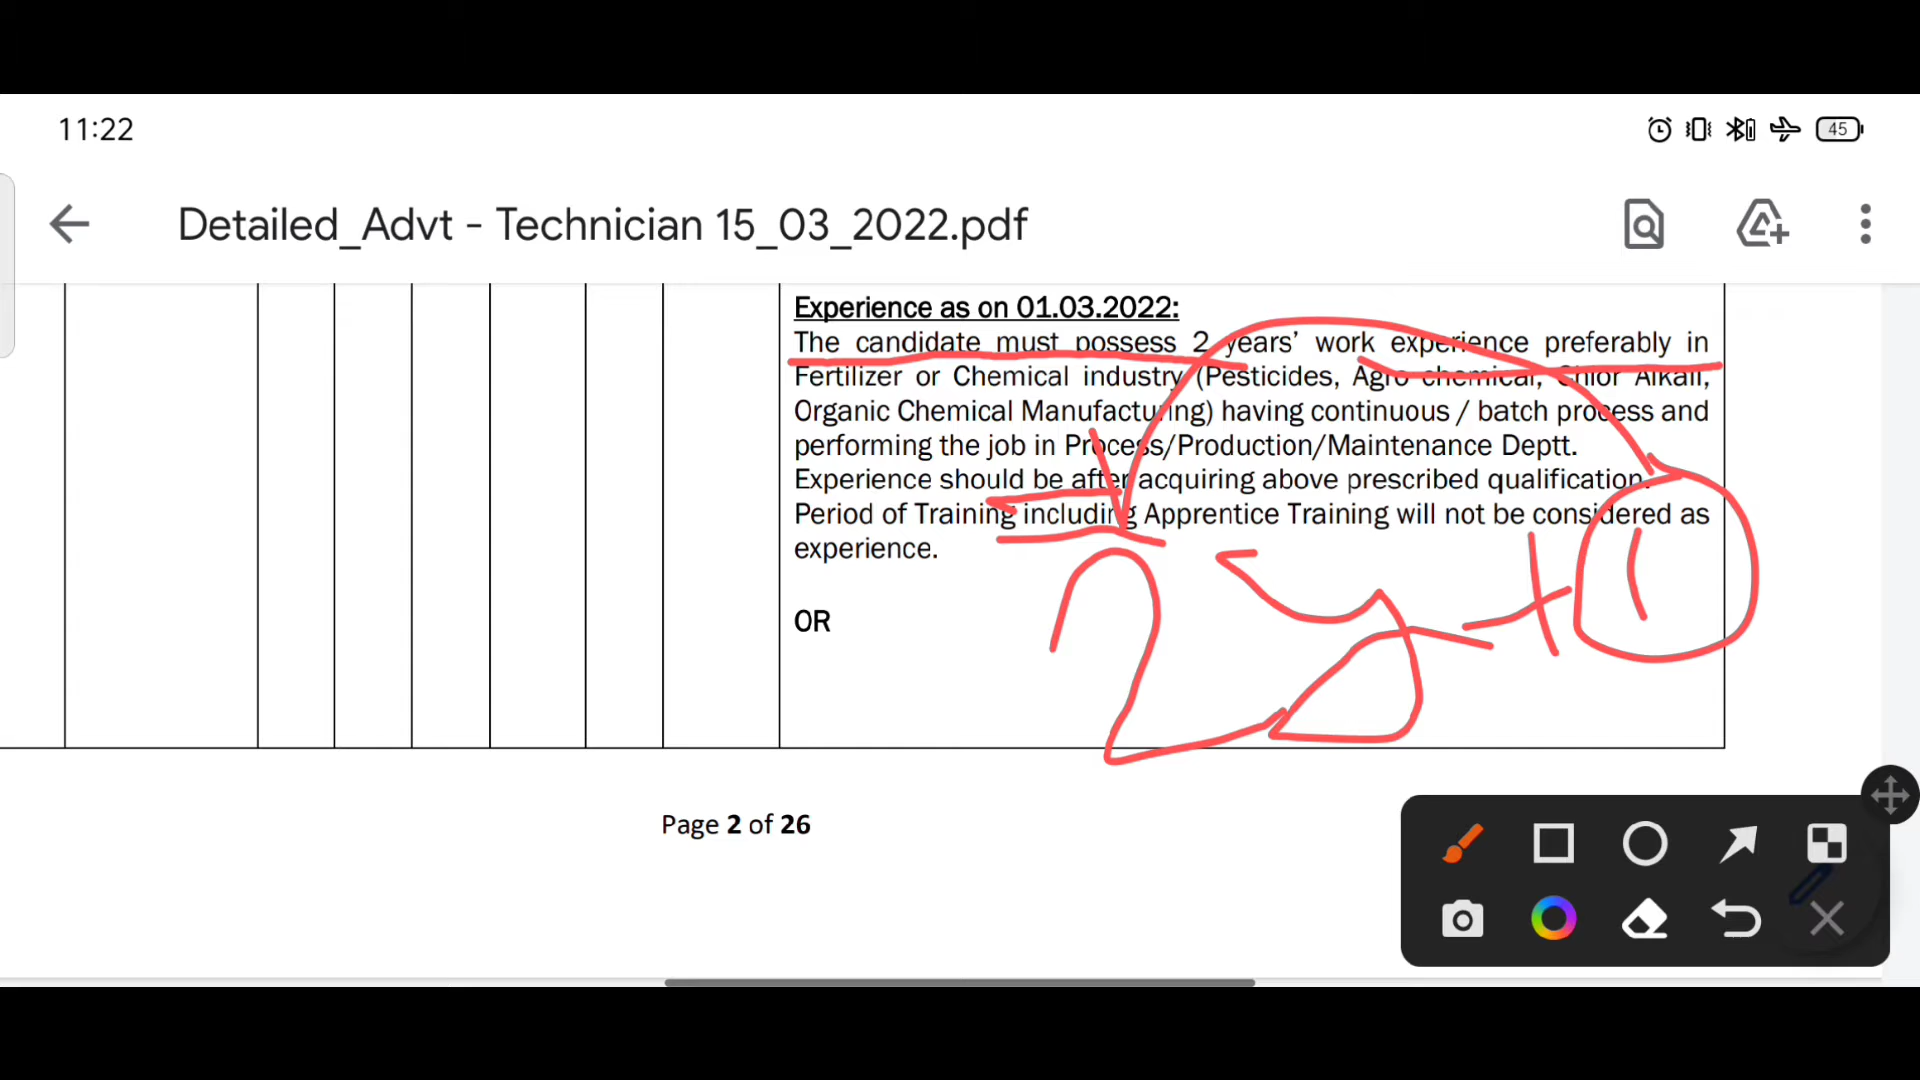 11:22
45
Detailed_Advt - Technician 15_03_2022.pdf
Experience as on 01.03.2022:
The candidate must possess 2 years’ work experience preferably in
Fertilizer or Chemical industry (Pesticides, Agro chemical, Chlor Alkali,
Organic Chemical Manufacturing) having continuous / batch process and
performing the job in Process/Production/Maintenance Deptt.
Experience should be after acquiring above prescribed qualification.
Period of Training including Apprentice Training will not be considered as
experience.
OR
2y+1
Page 2 of 26